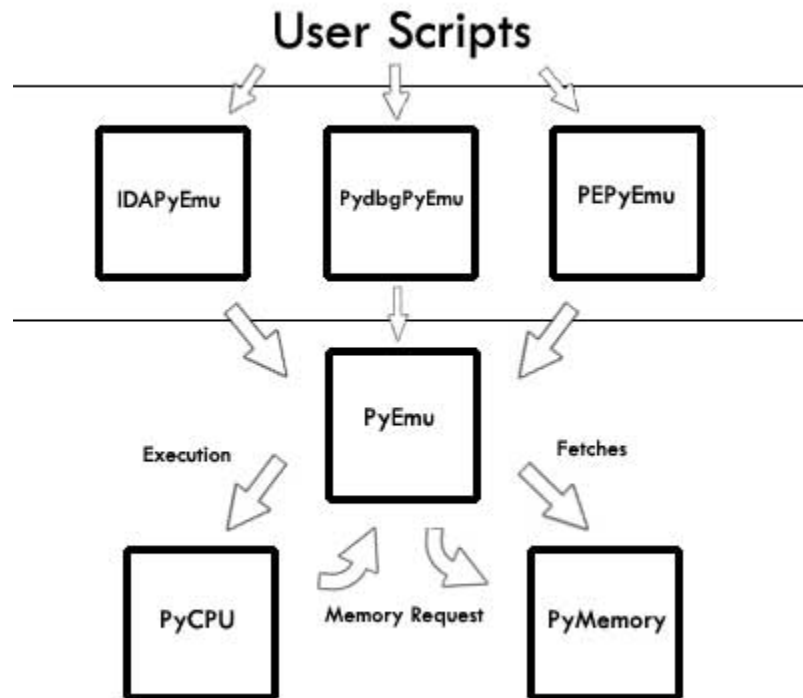 User Scripts
IDAPyEmu
PydbgPyEmu
PEPyEmu
PyEmu
Execution
Fetches
PyCPU
Memory Request
PyMemory